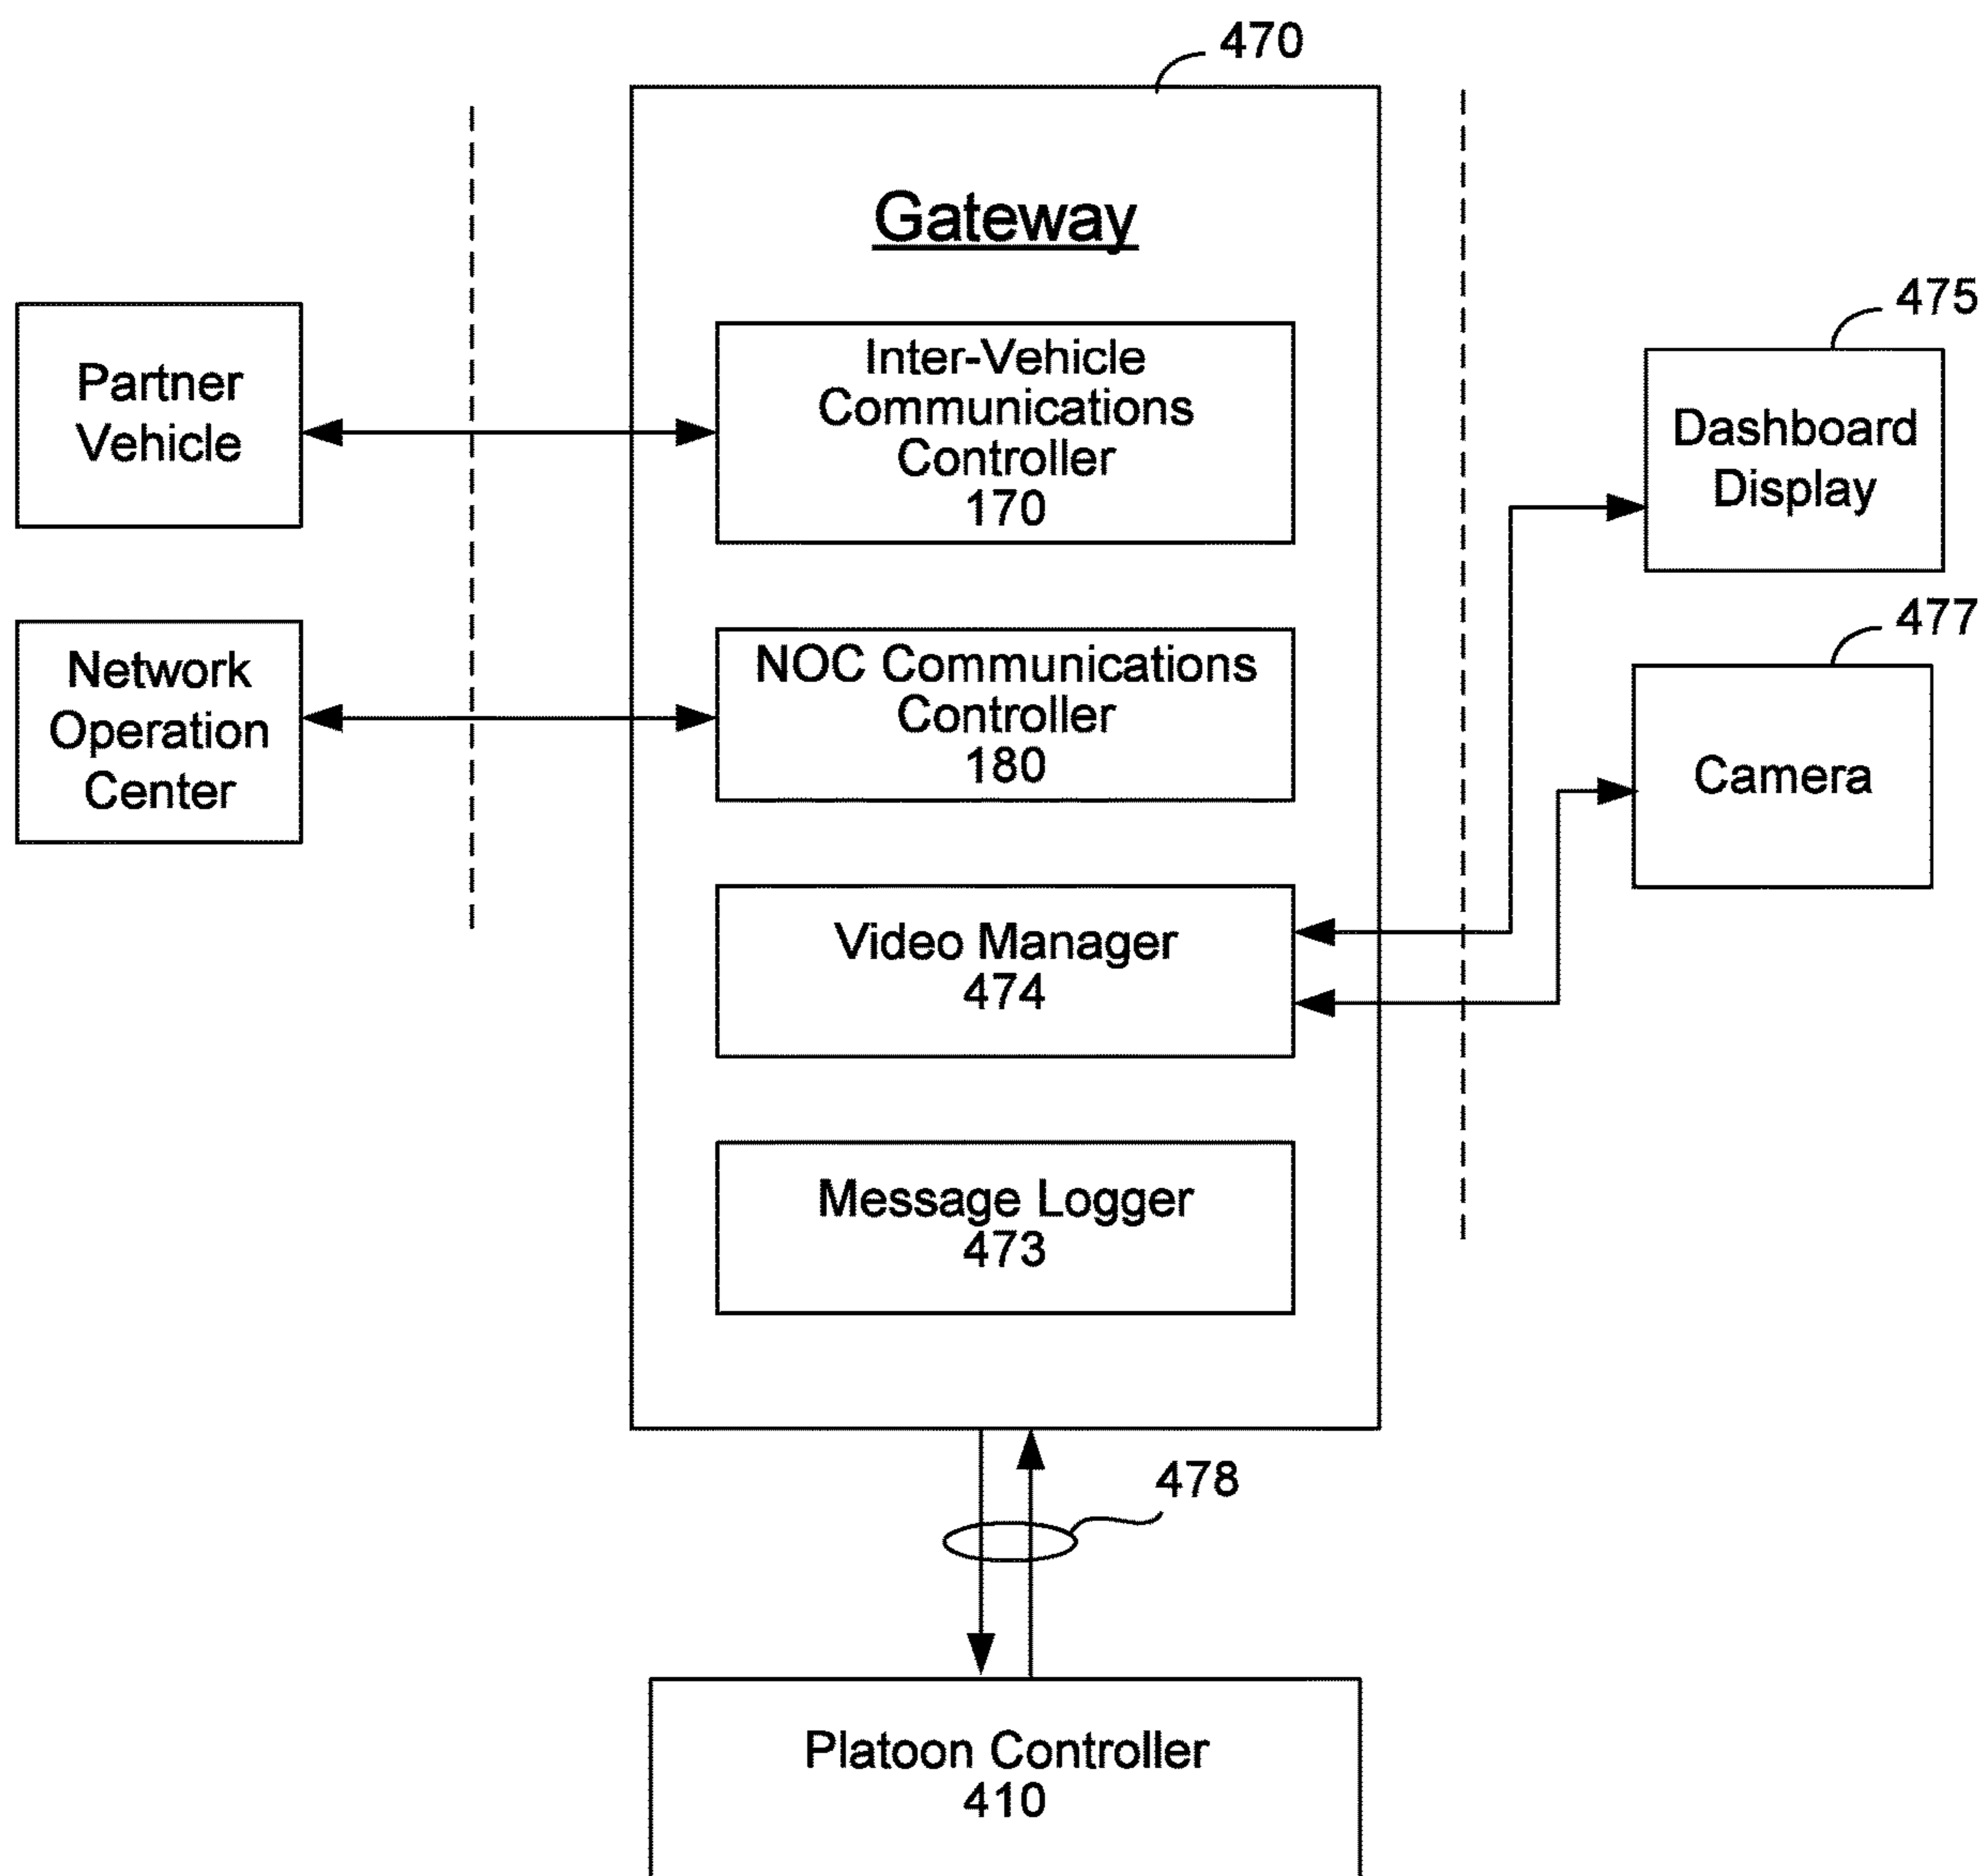 470
Gateway
Partner
Vehicle
Inter-Vehicle
Communications
Controller
170
475
Dashboard
Display
Network
Operation
Center
NOC Communications
Controller
180
477
Camera
Video Manager
474
Message Logger
473
478
Platoon Controller
410